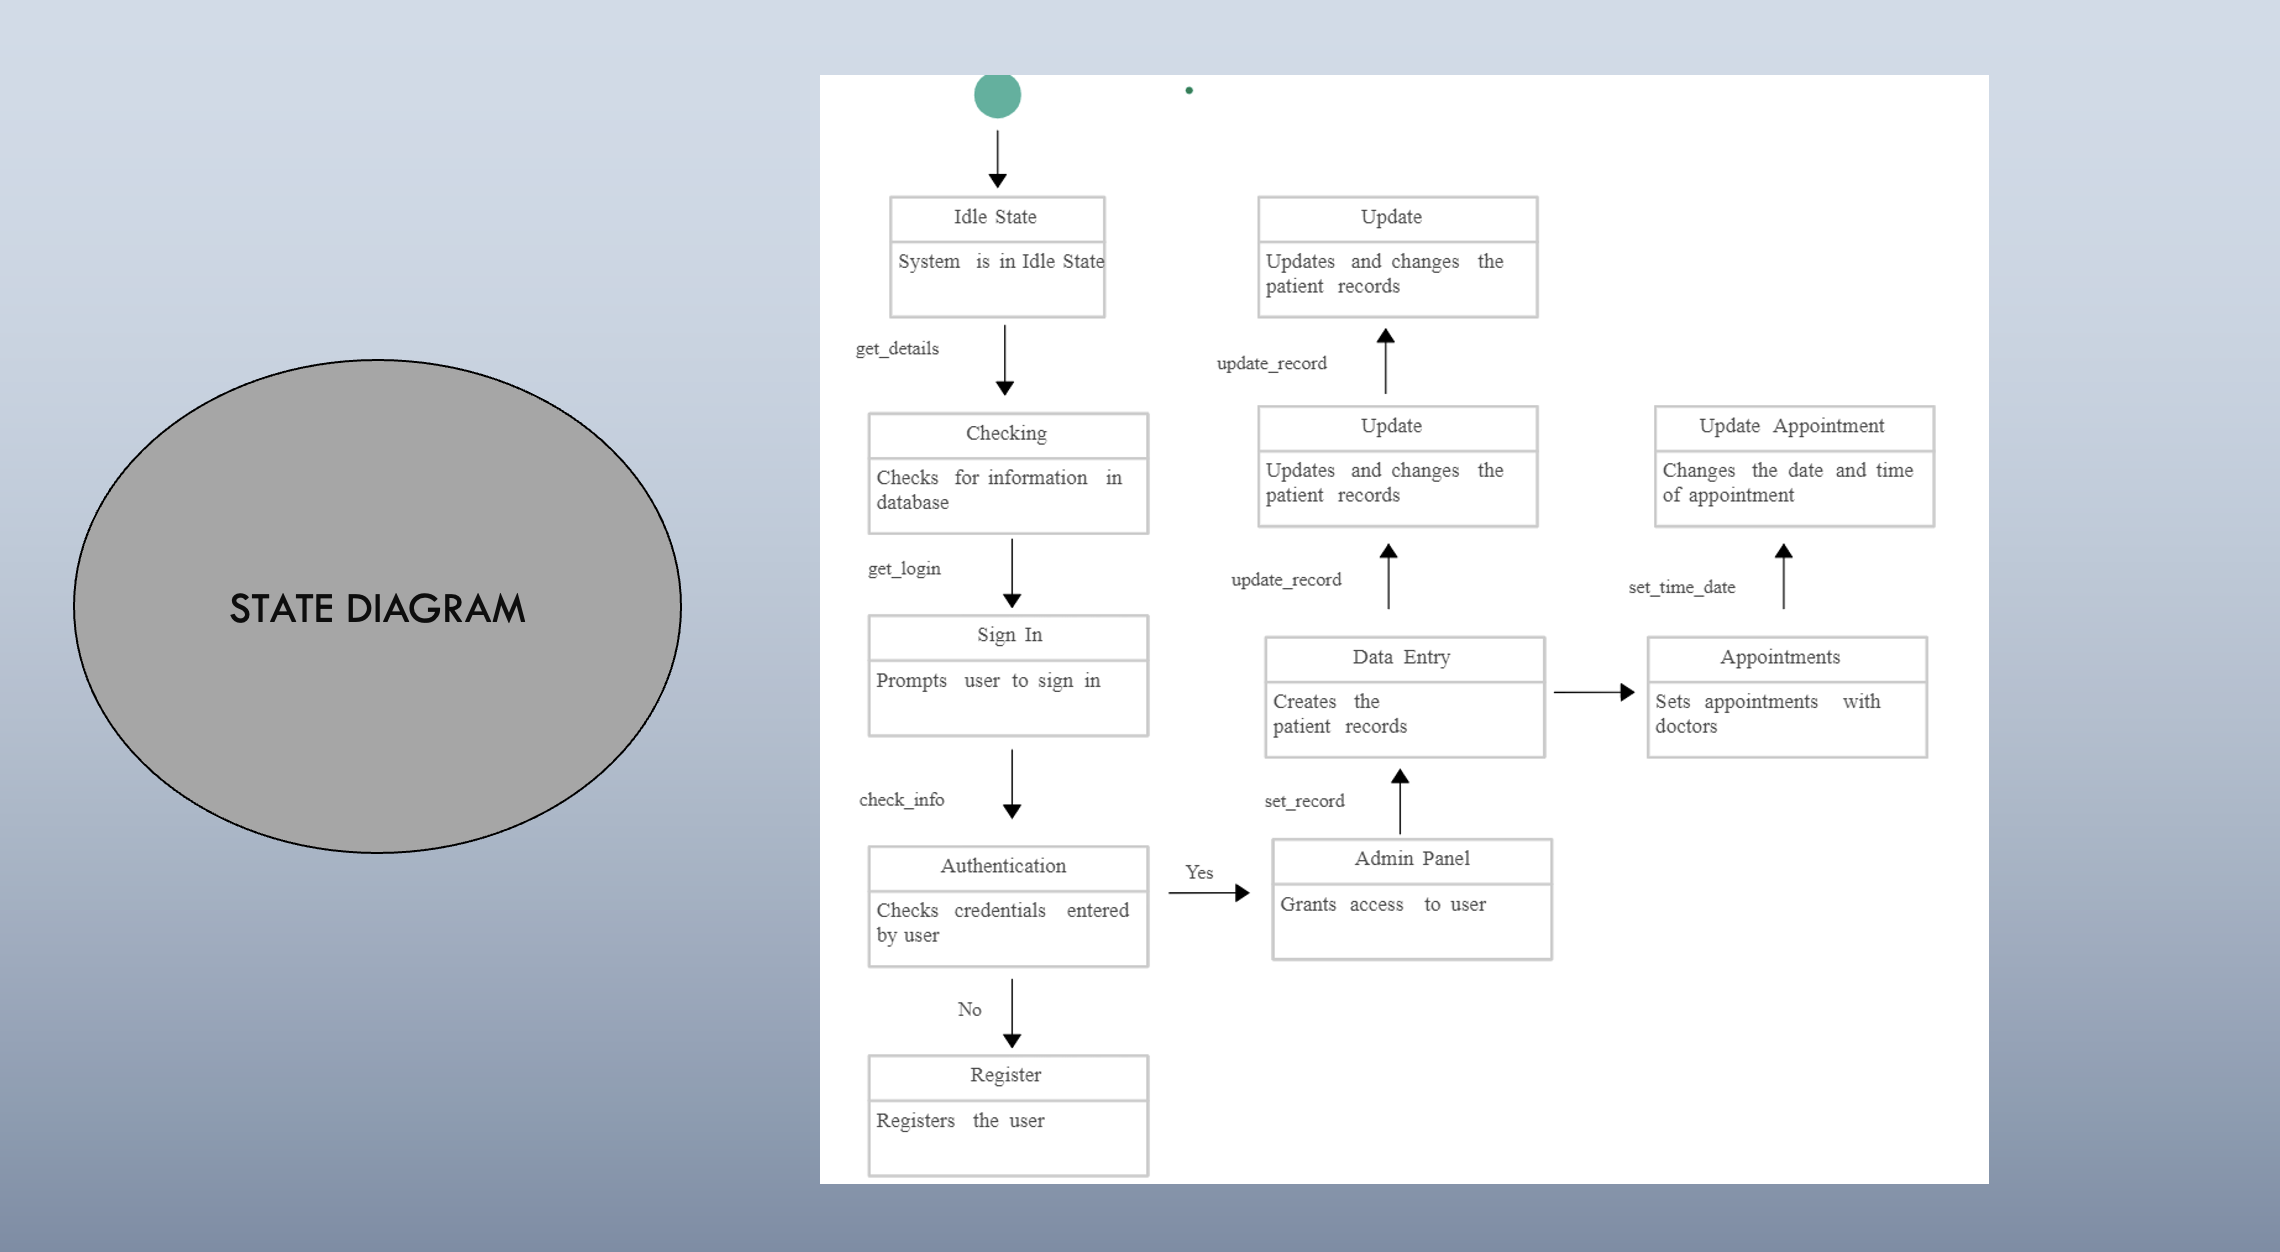 STATE DIAGRAM
Idle State
System is in Idle State
get_details
Checking
Checks for information in
database
get_login
Sign In
Prompts user to sign in
check_info
Authentication
Checks credentials entered
by user
No
Register
Registers the user
Yes
Admin Panel
Grants access to user
set_record
Data Entry
Creates the
patient records
update_record
Update
Updates and changes the
patient records
update_record
Update
Updates and changes the
patient records
Appointments
Sets appointments with
doctors
set_time_date
Update Appointment
Changes the date and time
of appointment